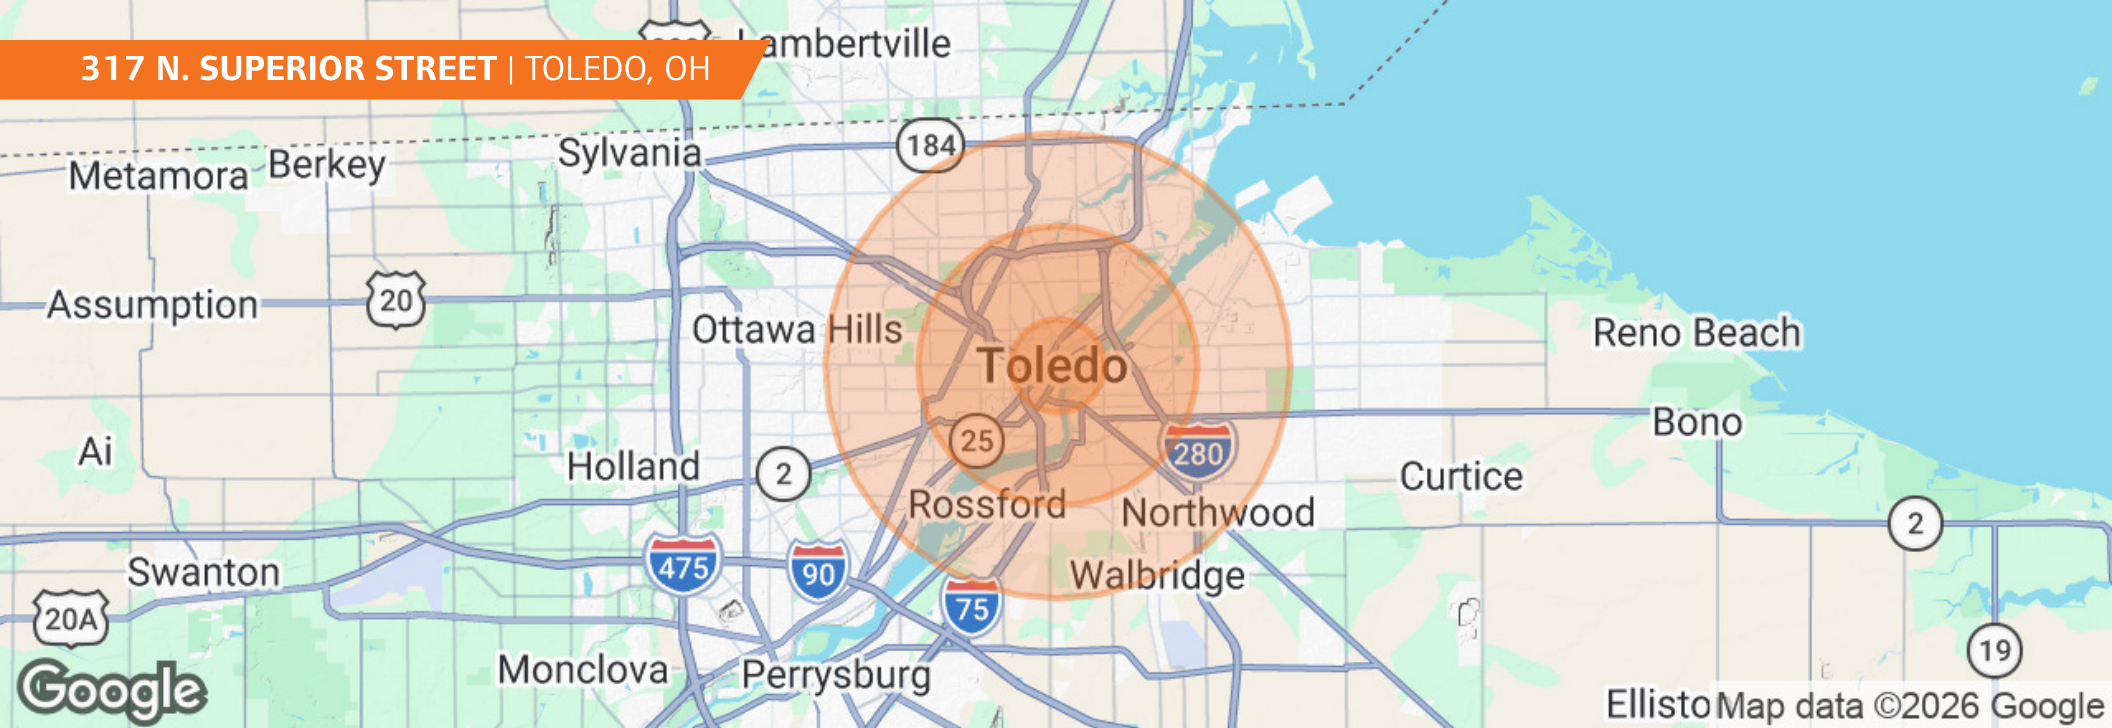 Lambertville
317 N. SUPERIOR STREET | TOLEDO, OH
184
Sylvania
Metamora
Berkey
Assumption
20
Ottawa Hills
Reno Beach
Toledo
Bono
25
Ai
280
Holland
2
Curtice
Rossford
Northwood
2
475
90
Swanton
Walbridge
75
20A
19
Monclova
Perrysburg
Google
Ellisto
Map data ©2026 Google